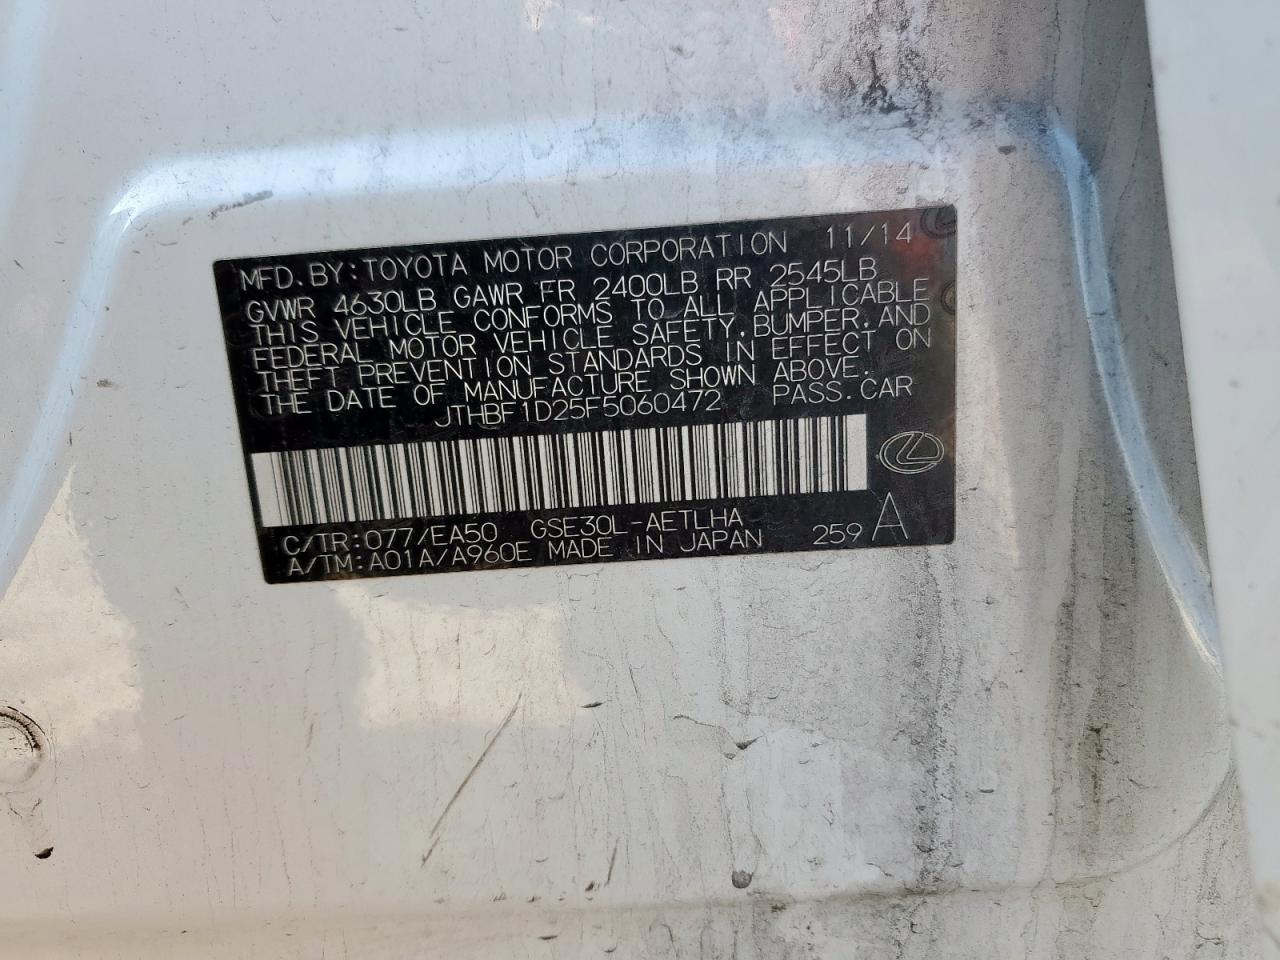 MFD.BY:TOYOTA MOTOR CORPORATION 11/14
GVWR 4630LB GAWR FR 2400LB RR 2545LB
THIS VEHICLE CONFORMS TO ALL APPLICABLE
FEDERAL MOTOR VEHICLE SAFETY,BUMPER,AND
THEFT PREVENTION STANDARDS IN EFFECT ON
THE DATE OF MANUFACTURE SHOWN ABOVE.
JTHBF1D25F5060472 PASS.CAR
C/TR:077/EA50 GSE30L-AETLHA
A/TM:A01A/A960E MADE IN JAPAN 259 A